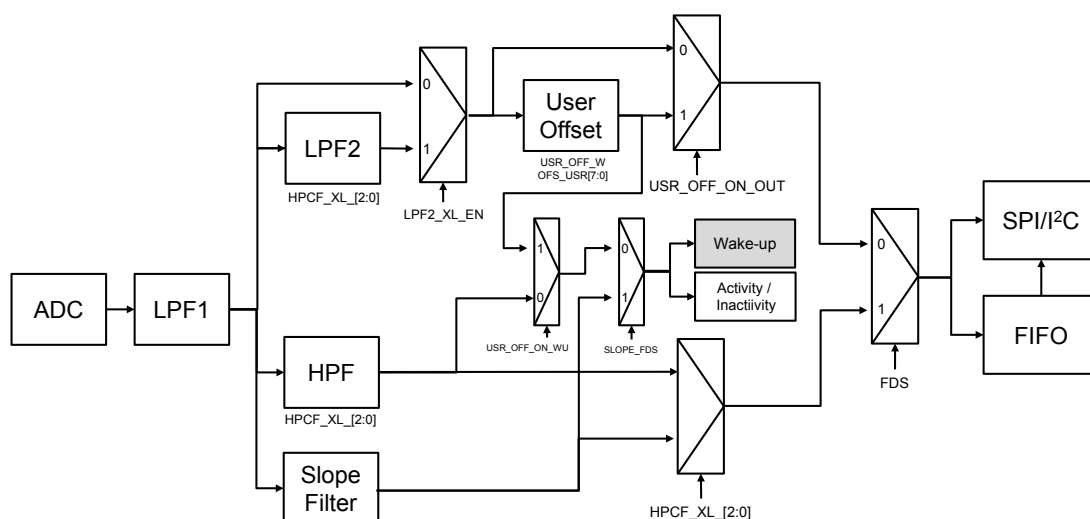 ADC
LPF1
LPF2
HPCF_XL_[2:0]
0
1
LPF2_XL_EN
User
Offset
USR_OFF_W
OFS_USR[7:0]
0
1
USR_OFF_ON_OUT
1
0
USR_OFF_ON_WU
0
1
SLOPE_FDS
Wake-up
Activity /
Inactiivity
HPF
HPCF_XL_[2:0]
Slope
Filter
HPCF_XL_[2:0]
0
1
FDS
SPI/I²C
FIFO